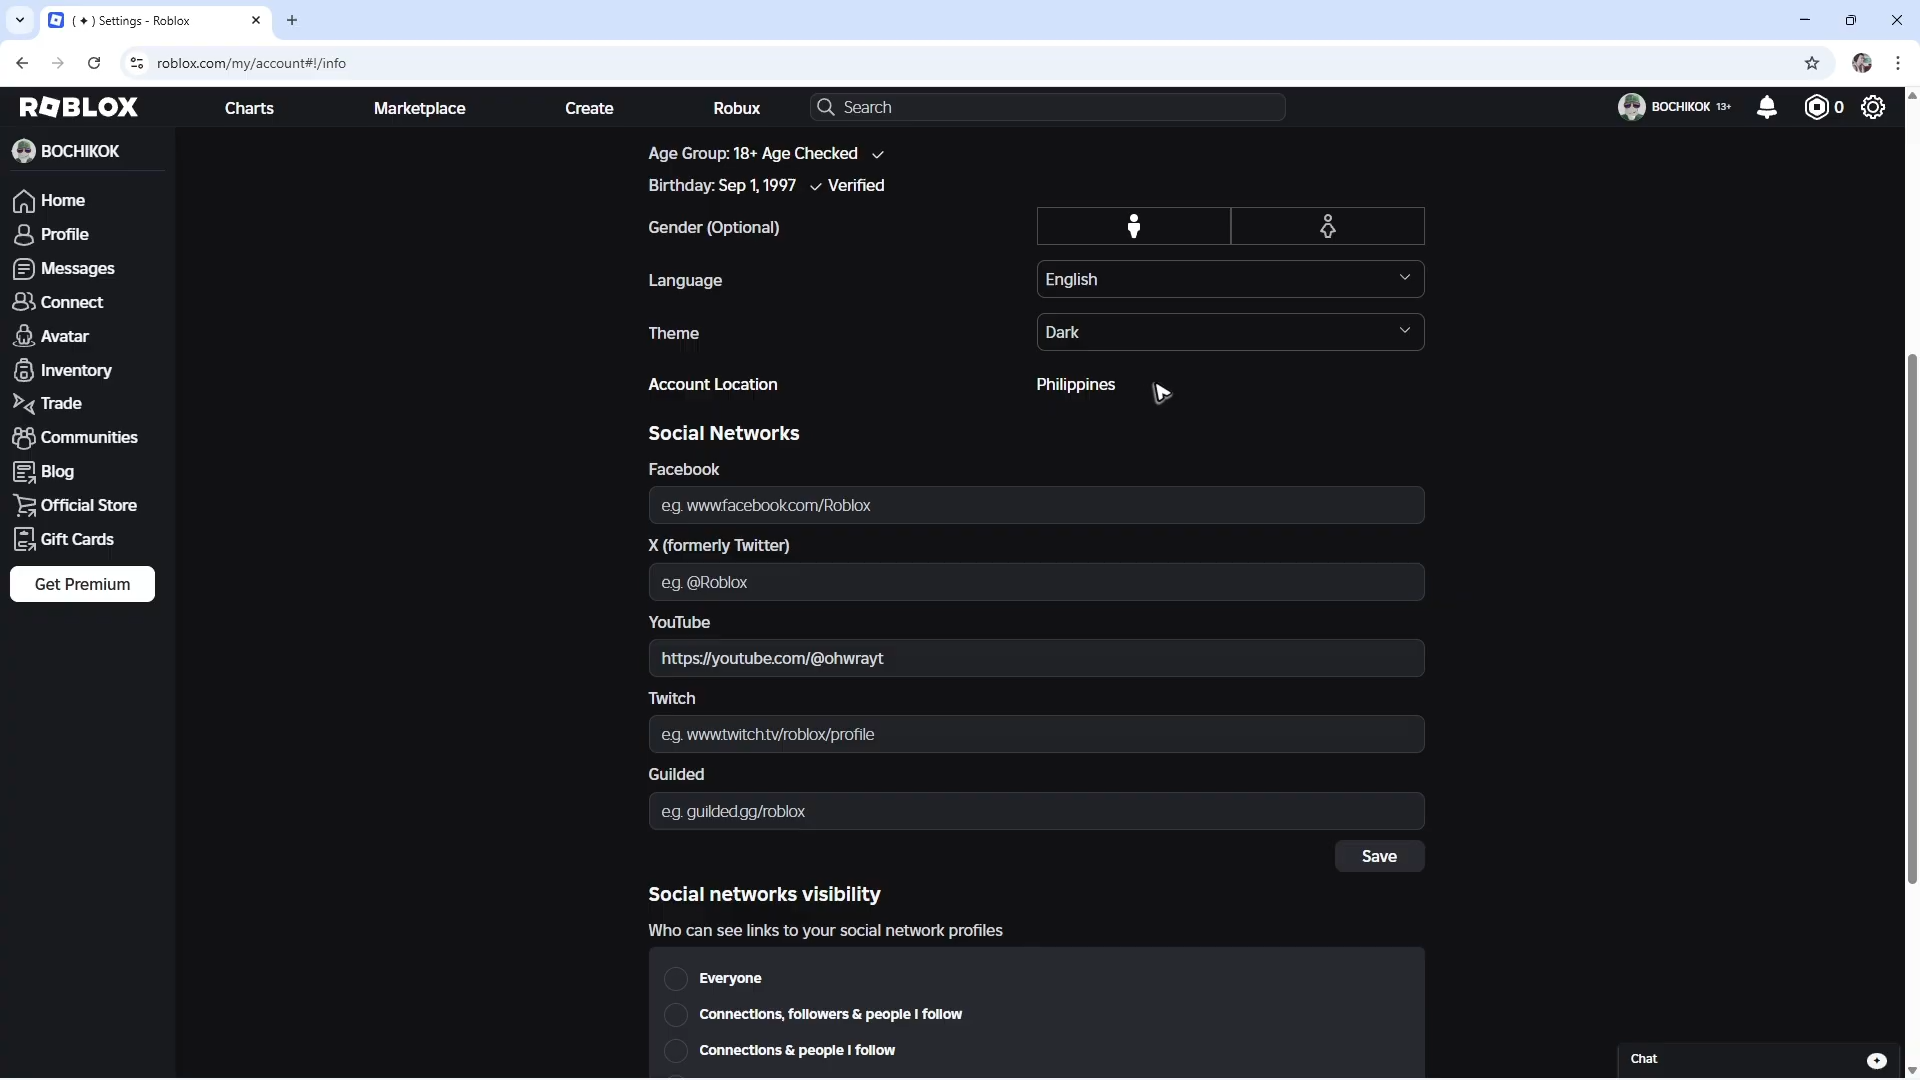 ( ✦ ) Settings - Roblox
roblox.com/my/account#!/info
ROBLOX
Charts
Marketplace
Create
Robux
Search
BOCHIKOK 13+
0
BOCHIKOK
Home
Profile
Messages
Connect
Avatar
Inventory
Trade
Communities
Blog
Official Store
Gift Cards
Get Premium
Age Group: 18+ Age Checked
Birthday: Sep 1, 1997 Verified
Gender (Optional)
Language
English
Theme
Dark
Account Location
Philippines
Social Networks
Facebook
e.g. www.facebook.com/Roblox
X (formerly Twitter)
e.g. @Roblox
YouTube
https://youtube.com/@ohwrayt
Twitch
e.g. www.twitch.tv/roblox/profile
Guilded
e.g. guilded.gg/roblox
Save
Social networks visibility
Who can see links to your social network profiles
Everyone
Connections, followers & people I follow
Connections & people I follow
Chat